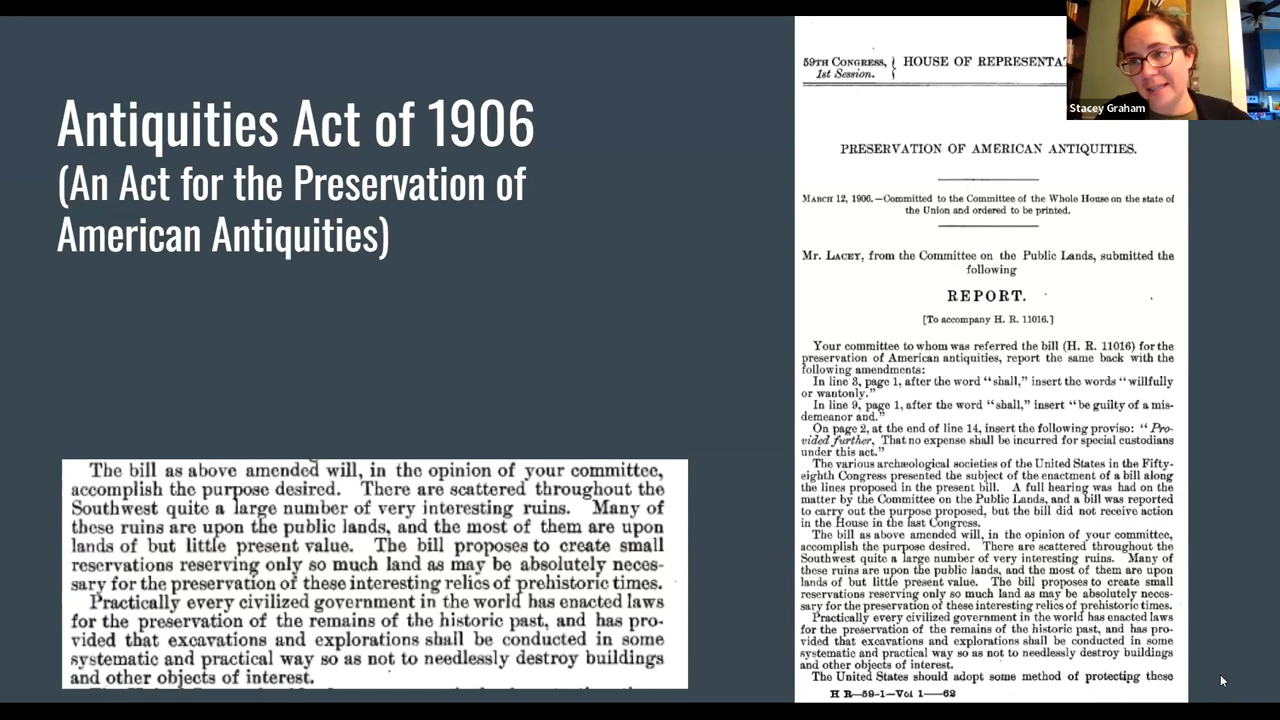 Antiquities Act of 1906
(An Act for the Preservation of
American Antiquities)
The bill as above amended will, in the opinion of your committee,
accomplish the purpose desired. There are scattered throughout the
Southwest quite a large number of very interesting ruins. Many of
these ruins are upon the public lands, and the most of them are upon
lands of but little present value. The bill proposes to create small
reservations reserving only so much land as may be absolutely neces-
sary for the preservation of these interesting relics of prehistoric times.
Practically every civilized government in the world has enacted laws
for the preservation of the remains of the historic past, and has pro-
vided that excavations and explorations shall be conducted in some
systematic and practical way so as not to needlessly destroy buildings
and other objects of interest.
59TH CONGRESS,
1st Session.
HOUSE OF REPRESENTA
PRESERVATION OF AMERICAN ANTIQUITIES.
MARCH 12, 1906.—Committed to the Committee of the Whole House on the state of
the Union and ordered to be printed.
Mr. LACEY, from the Committee on the Public Lands, submitted the
following
REPORT.
[To accompany H. R. 11016.]
Your committee to whom was referred the bill (H. R. 11016) for the
preservation of American antiquities, report the same back with the
following amendments:
In line 3, page 1, after the word "shall," insert the words "willfully
or wantonly."
In line 9, page 1, after the word "shall," insert "be guilty of a mis-
demeanor and."
On page 2, at the end of line 14, insert the following proviso: "Pro-
vided further, That no expense shall be incurred for special custodians
under this act."
The various archæological societies of the United States in the Fifty-
eighth Congress presented the subject of the enactment of a bill along
the lines proposed in the present bill. A full hearing was had on the
matter by the Committee on the Public Lands, and a bill was reported
to carry out the purpose proposed, but the bill did not receive action
in the House in the last Congress.
The bill as above amended will, in the opinion of your committee,
accomplish the purpose desired. There are scattered throughout the
Southwest quite a large number of very interesting ruins. Many of
these ruins are upon the public lands, and the most of them are upon
lands of but little present value. The bill proposes to create small
reservations reserving only so much land as may be absolutely neces-
sary for the preservation of these interesting relics of prehistoric times.
Practically every civilized government in the world has enacted laws
for the preservation of the remains of the historic past, and has pro-
vided that excavations and explorations shall be conducted in some
systematic and practical way so as not to needlessly destroy buildings
and other objects of interest.
The United States should adopt some method of protecting these
H R—59-1—Vol 1——62
Stacey Graham